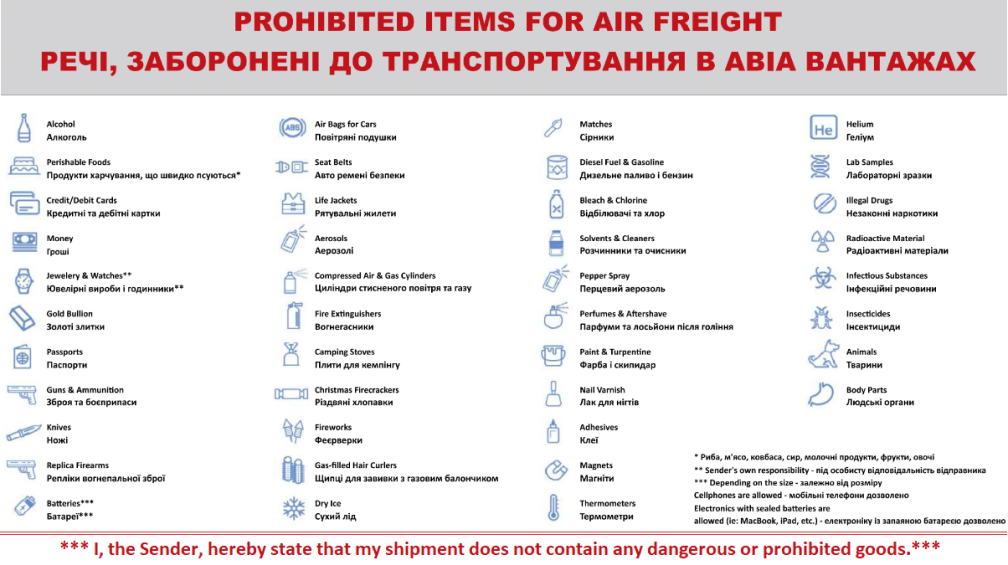 PROHIBITED ITEMS FOR AIR FREIGHT
РЕЧІ, ЗАБОРОНЕНІ ДО ТРАНСПОРТУВАННЯ В АВІА ВАНТАЖАХ
Alcohol
Алкоголь
Perishable Foods
Продукти харчування, що швидко псуються*
Credit/Debit Cards
Кредитні та дебітні картки
Money
Гроші
Jewelery & Watches**
Ювелірні вироби і годинники**
Gold Bullion
Золоті злитки
Passports
Паспорти
Guns & Ammunition
Зброя та боєприпаси
Knives
Ножі
Replica Firearms
Репліки вогнепальної зброї
Batteries***
Батареї***
ABS
Air Bags for Cars
Повітряні подушки
Seat Belts
Авто ремені безпеки
Life Jackets
Рятувальні жилети
Aerosols
Аерозолі
Compressed Air & Gas Cylinders
Циліндри стисненого повітря та газу
Fire Extinguishers
Вогнегасники
Camping Stoves
Плити для кемпінгу
Christmas Firecrackers
Різдвяні хлопавки
Fireworks
Феєрверки
Gas-filled Hair Curlers
Щипці для завивки з газовим балончиком
Dry Ice
Сухий лід
Matches
Сірники
Diesel Fuel & Gasoline
Дизельне паливо і бензин
Bleach & Chlorine
Відбілювачі та хлор
Solvents & Cleaners
Розчинники та очисники
Pepper Spray
Перцевий аерозоль
Perfumes & Aftershave
Парфуми та лосьйони після гоління
Paint & Turpentine
Фарба і скипидар
Nail Varnish
Лак для нігтів
Adhesives
Клеї
Magnets
Магніти
Thermometers
Термометри
He
Helium
Геліум
Lab Samples
Лабораторні зразки
Illegal Drugs
Незаконні наркотики
Radioactive Material
Радіоактивні матеріали
Infectious Substances
Інфекційні речовини
Insecticides
Інсектициди
Animals
Тварини
Body Parts
Людські органи
* Риба, м'ясо, ковбаса, сир, молочні продукти, фрукти, овочі
** Sender's own responsibility - під особисту відповідальність відправника
*** Depending on the size - залежно від розміру
Cellphones are allowed - мобільні телефони дозволено
Electronics with sealed batteries are
allowed (ie: MacBook, iPad, etc.) - електроніку із запаяною батареєю дозволено
*** I, the Sender, hereby state that my shipment does not contain any dangerous or prohibited goods.***